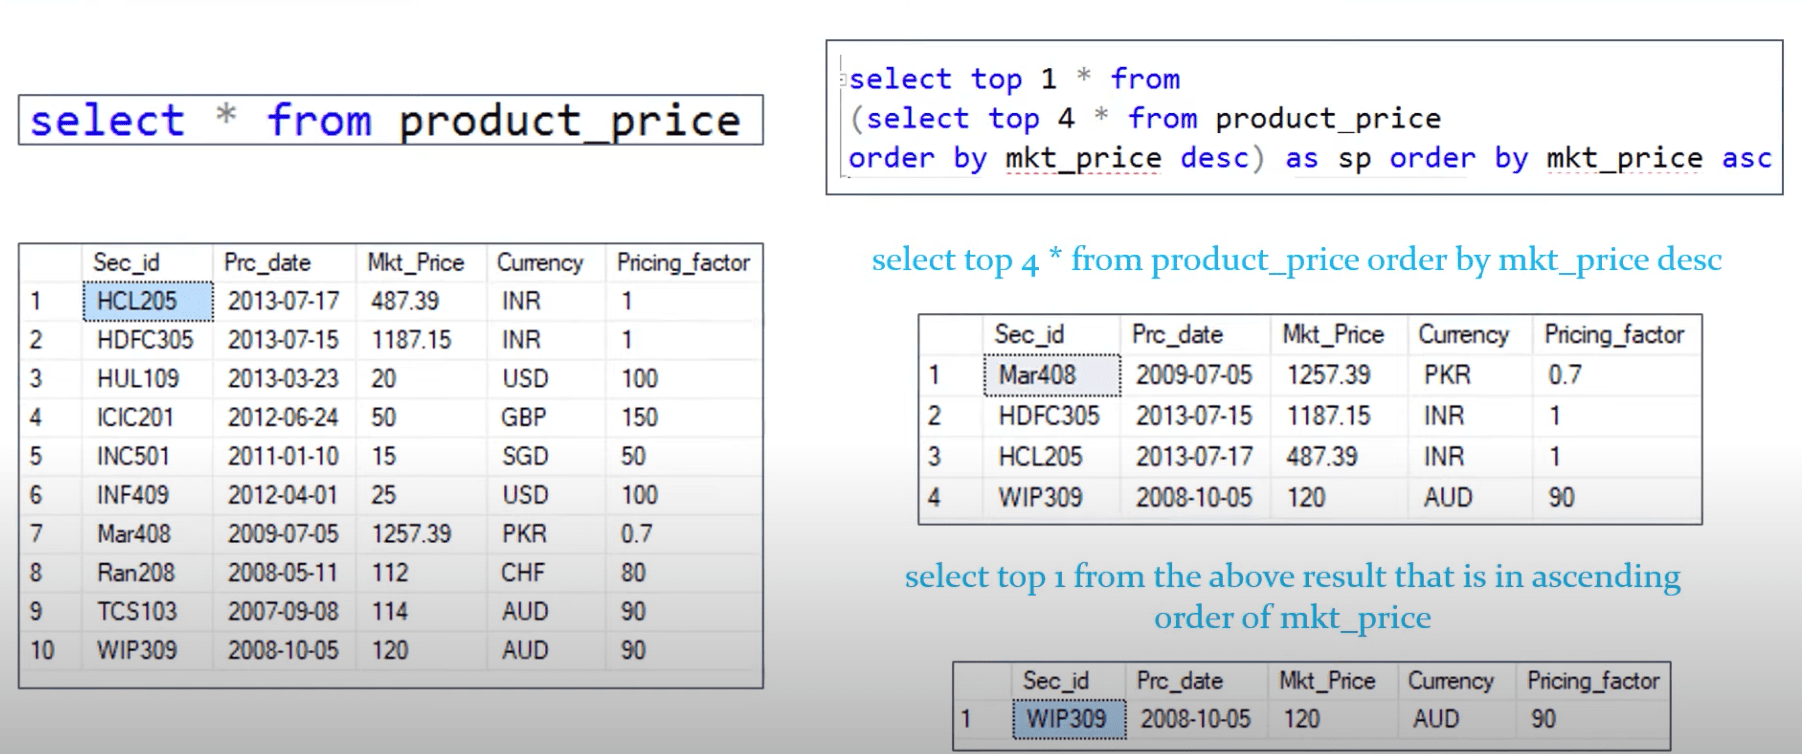 select * from product_price
Sec_id Prc_date Mkt_Price Currency Pricing_factor
1 HCL205 2013-07-17 487.39 INR 1
2 HDFC305 2013-07-15 1187.15 INR 1
3 HUL109 2013-03-23 20 USD 100
4 ICIC201 2012-06-24 50 GBP 150
5 INC501 2011-01-10 15 SGD 50
6 INF409 2012-04-01 25 USD 100
7 Mar408 2009-07-05 1257.39 PKR 0.7
8 Ran208 2008-05-11 112 CHF 80
9 TCS103 2007-09-08 114 AUD 90
10 WIP309 2008-10-05 120 AUD 90
select top 1 * from
(select top 4 * from product_price
order by mkt_price desc) as sp order by mkt_price asc
select top 4 * from product_price order by mkt_price desc
Sec_id Prc_date Mkt_Price Currency Pricing_factor
1 Mar408 2009-07-05 1257.39 PKR 0.7
2 HDFC305 2013-07-15 1187.15 INR 1
3 HCL205 2013-07-17 487.39 INR 1
4 WIP309 2008-10-05 120 AUD 90
select top 1 from the above result that is in ascending
order of mkt_price
Sec_id Prc_date Mkt_Price Currency Pricing_factor
1 WIP309 2008-10-05 120 AUD 90